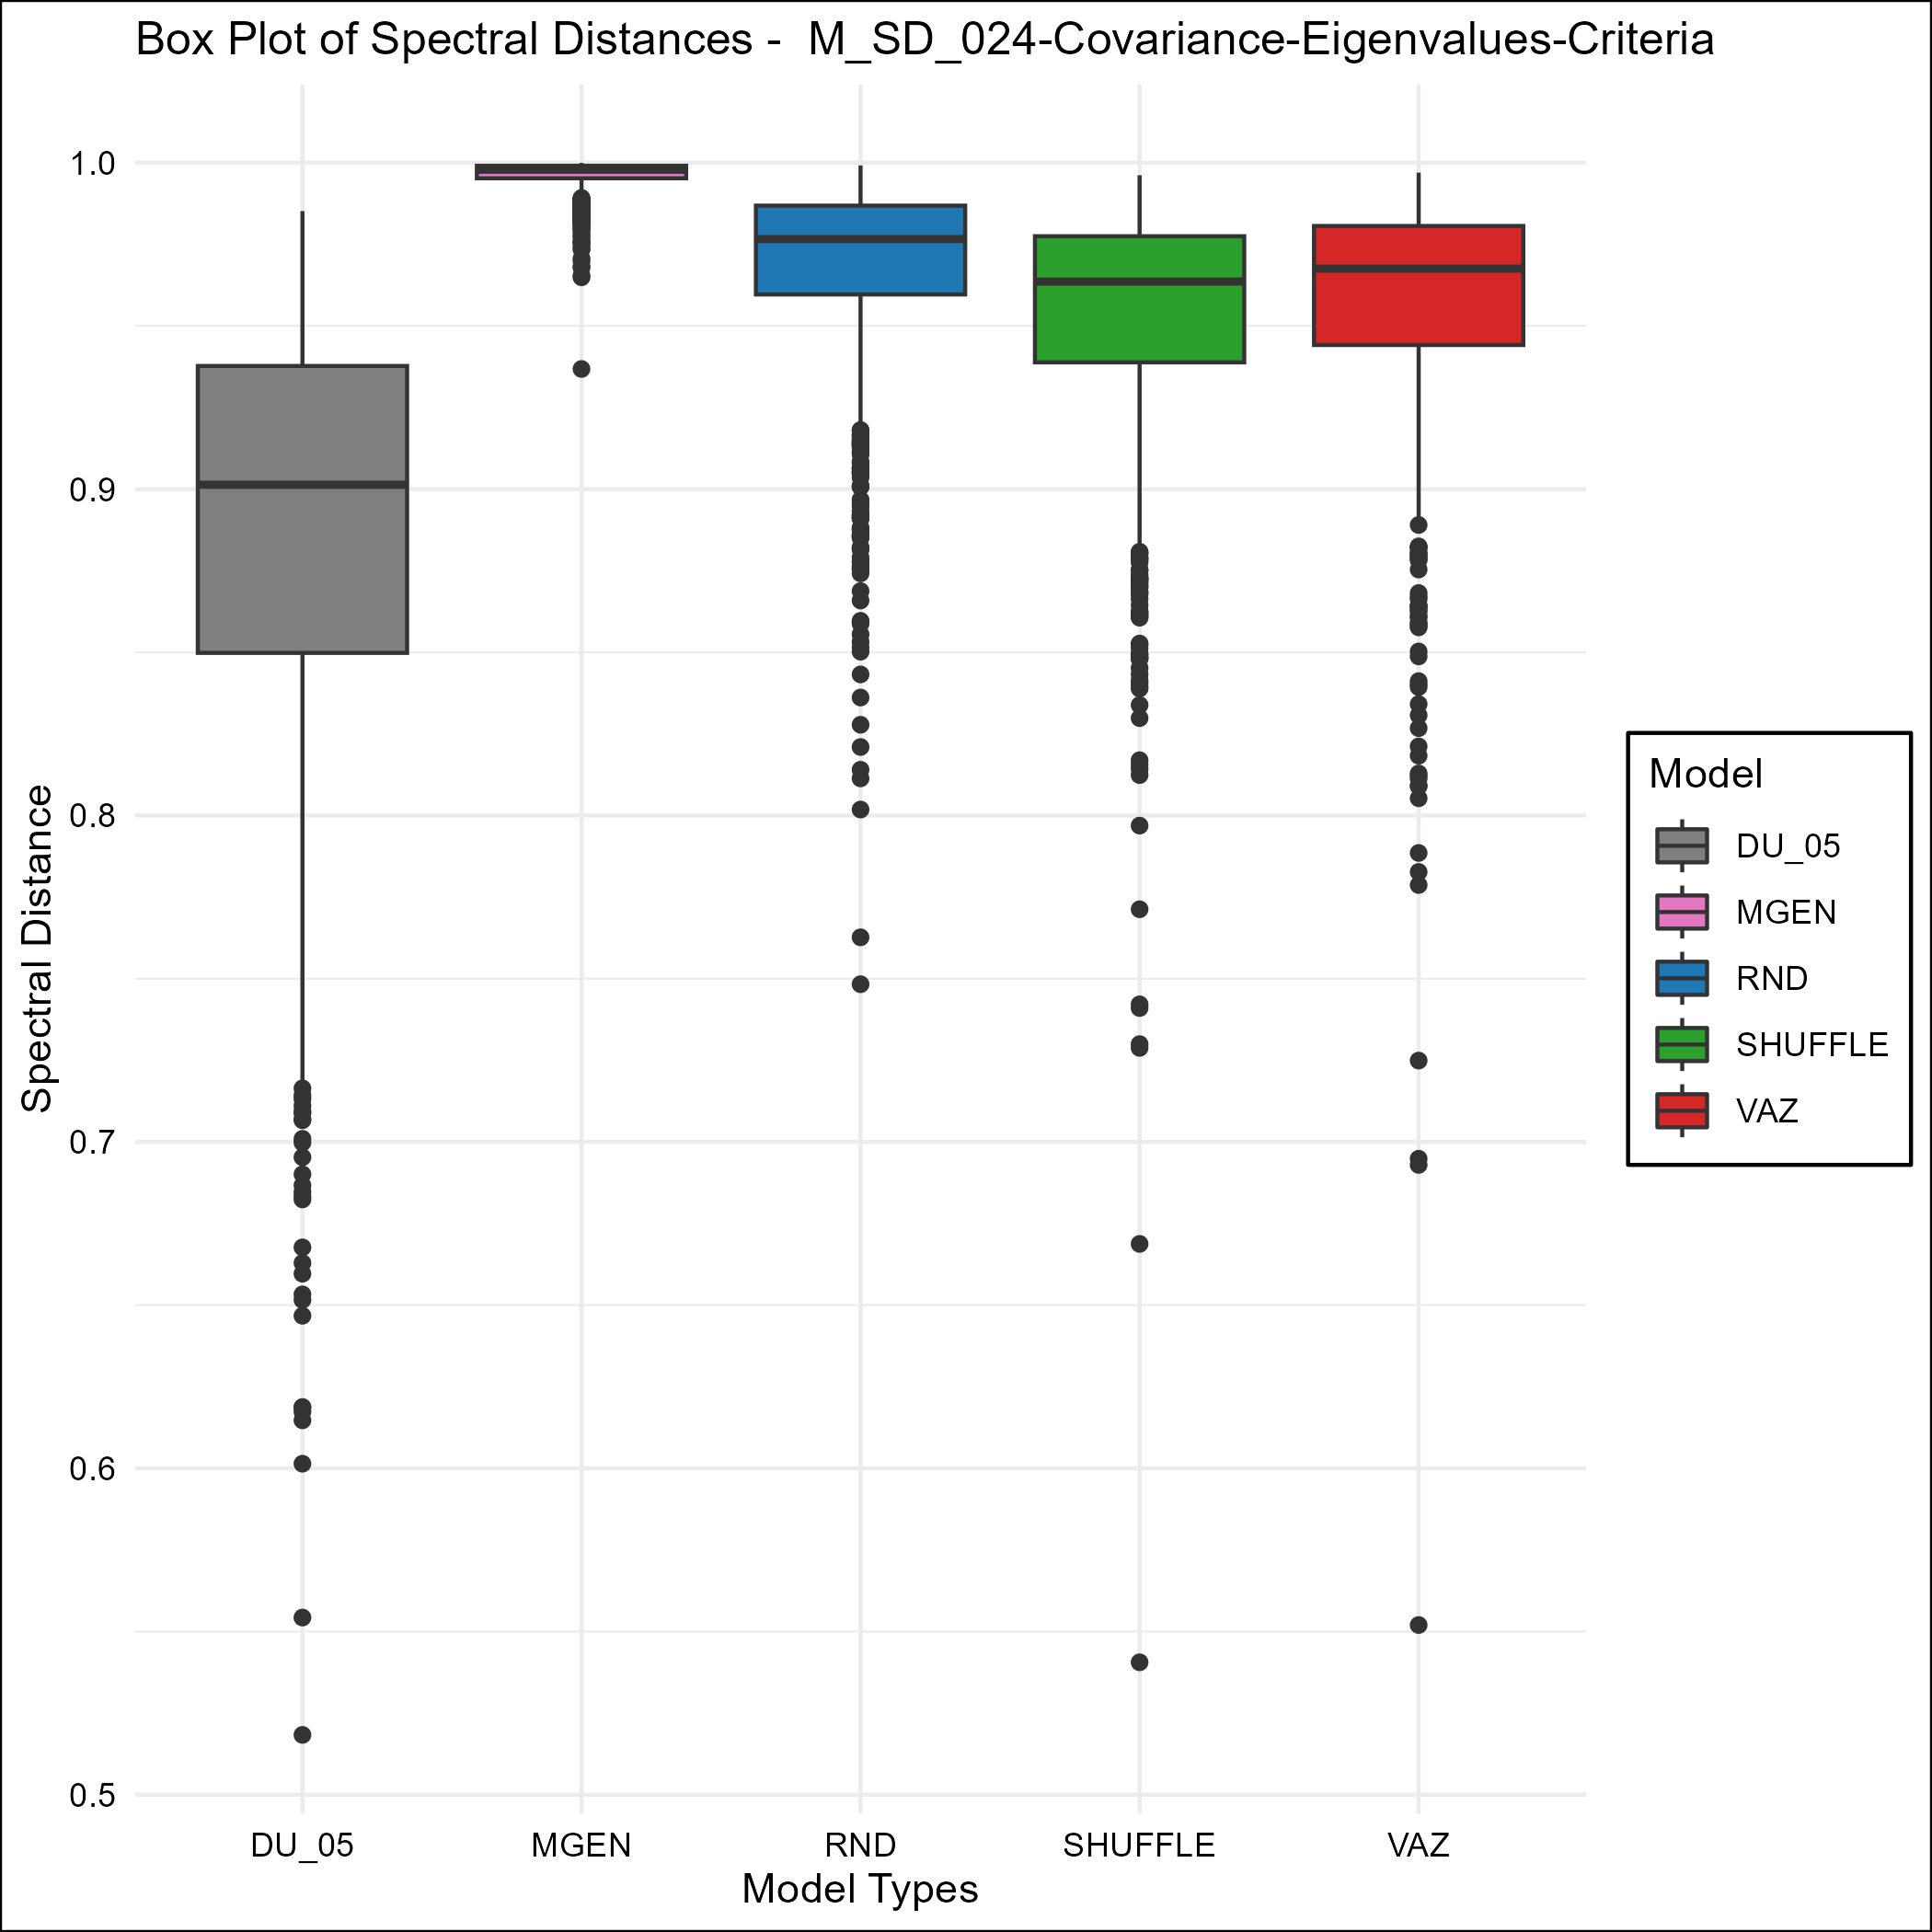 Box Plot of Spectral Distances -  M_SD_024-Covariance-Eigenvalues-Criteria
Spectral Distance
1.0
0.9
0.8
0.7
0.6
0.5
DU_05
MGEN
RND
SHUFFLE
VAZ
Model Types
Model
DU_05
MGEN
RND
SHUFFLE
VAZ